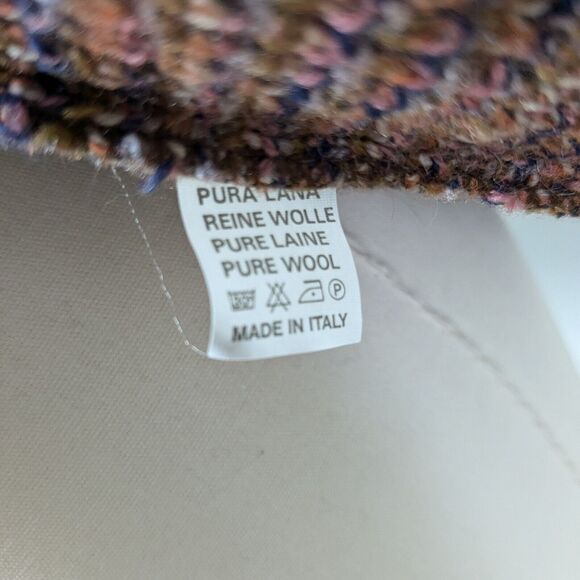 PURA LANA
REINE WOLLE
PURE LAINE
PURE WOOL
P
MADE IN ITALY